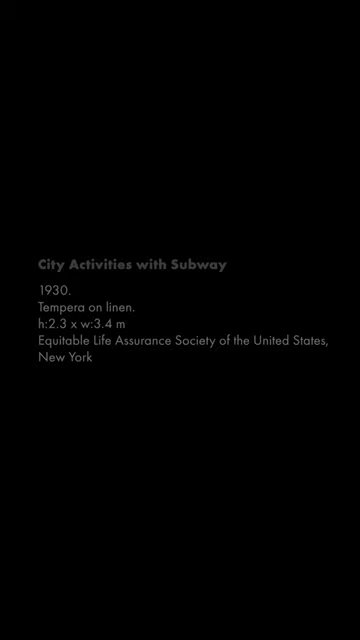 City Activities with Subway
1930.
Tempera on linen.
h:2.3 x w:3.4 m
Equitable Life Assurance Society of the United States,
New York